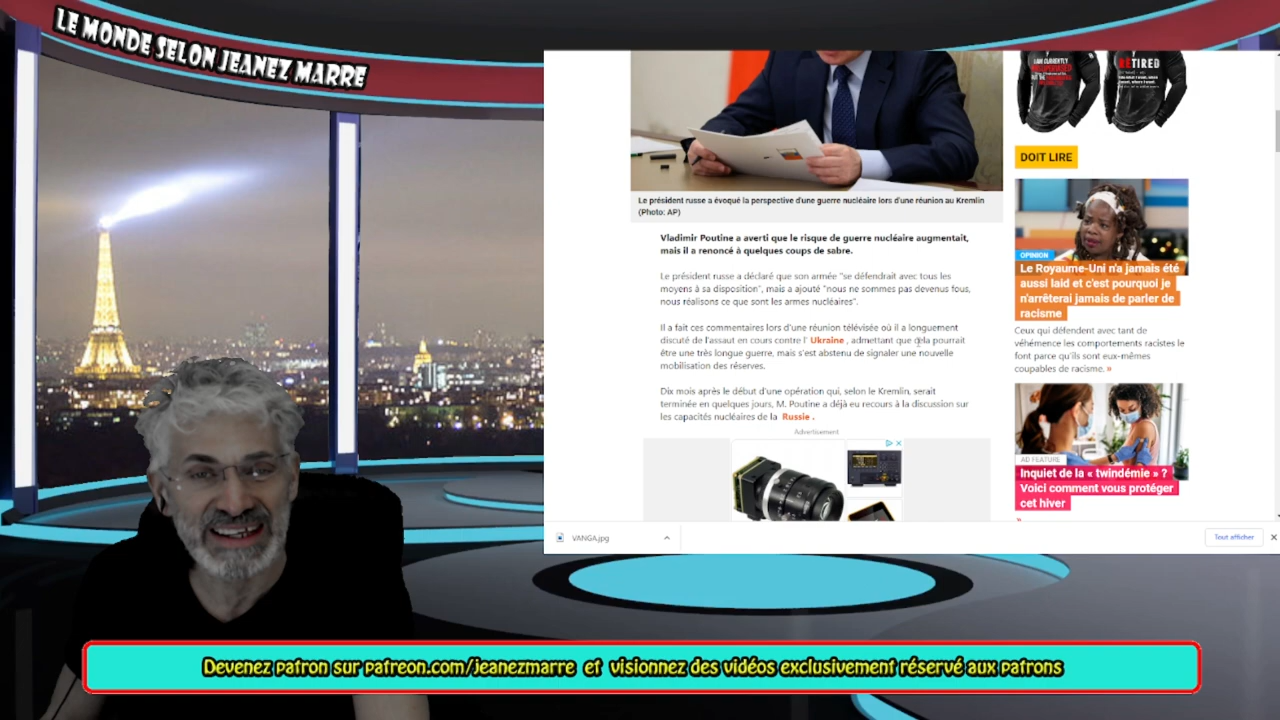 LE MONDE SELON JEANEZ MARRE
Le président russe a évoqué la perspective d'une guerre nucléaire lors d'une réunion au Kremlin
(Photo: AP)
Vladimir Poutine a averti que le risque de guerre nucléaire augmentait,
mais il a renoncé à quelques coups de sabre.
Le président russe a déclaré que son armée "se défendrait avec tous les
moyens à sa disposition", mais a ajouté "nous ne sommes pas devenus fous,
nous réalisons ce que sont les armes nucléaires".
Il a fait ces commentaires lors d'une réunion télévisée où il a longuement
discuté de l'assaut en cours contre l' Ukraine , admettant que cela pourrait
être une très longue guerre, mais s'est abstenu de signaler une nouvelle
mobilisation des réserves.
Dix mois après le début d'une opération qui, selon le Kremlin, serait
terminée en quelques jours, M. Poutine a déjà eu recours à la discussion sur
les capacités nucléaires de la Russie .
Advertisement
I AM CURRENTLY
RETIRED
DOIT LIRE
OPINION
Le Royaume-Uni n'a jamais été
aussi laid et c'est pourquoi je
n'arrêterai jamais de parler de
racisme
Ceux qui défendent avec tant de
véhémence les comportements racistes le
font parce qu'ils sont eux-mêmes
coupables de racisme. »
AD FEATURE
Inquiet de la « twindémie » ?
Voici comment vous protéger
cet hiver
»
VANGA.jpg
Tout afficher
Devenez patron sur patreon.com/jeanezmarre et visionnez des vidéos exclusivement réservé aux patrons